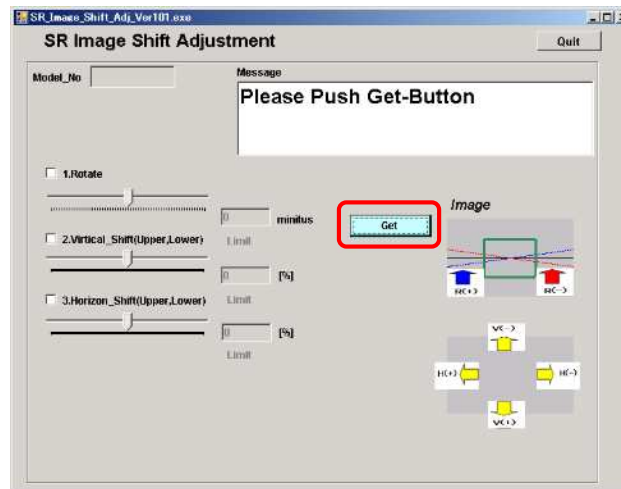 SR_Image_Shift_Adj_Ver101.exe
SR Image Shift Adjustment
Quit
Model_No
Message
Please Push Get-Button
1.Rotate
0 minitus
Limit
Get
Image
R(+) R(-)
2.Virtical_Shift(Upper,Lower)
0 [%]
Limit
3.Horizon_Shift(Upper,Lower)
0 [%]
Limit
V(-)
H(+) H(-)
V(+)